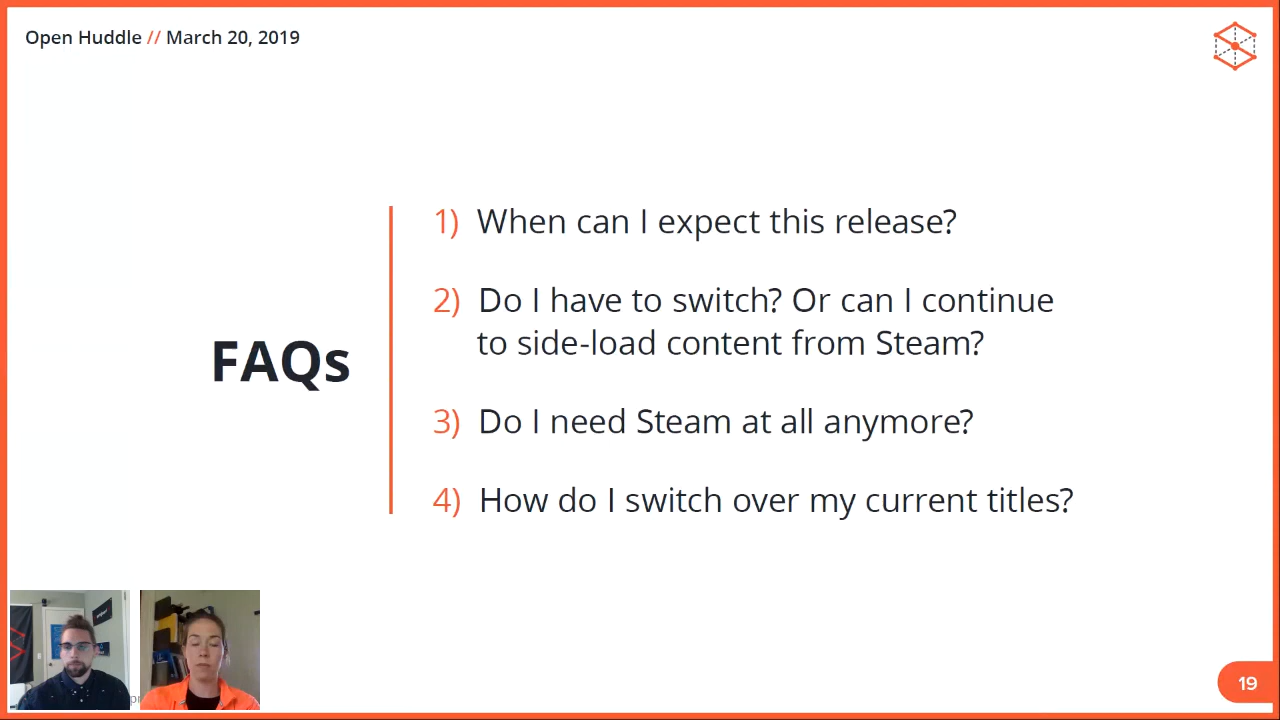 Open Huddle // March 20, 2019
FAQs
1) When can I expect this release?
2) Do I have to switch? Or can I continue
to side-load content from Steam?
3) Do I need Steam at all anymore?
4) How do I switch over my current titles?
19